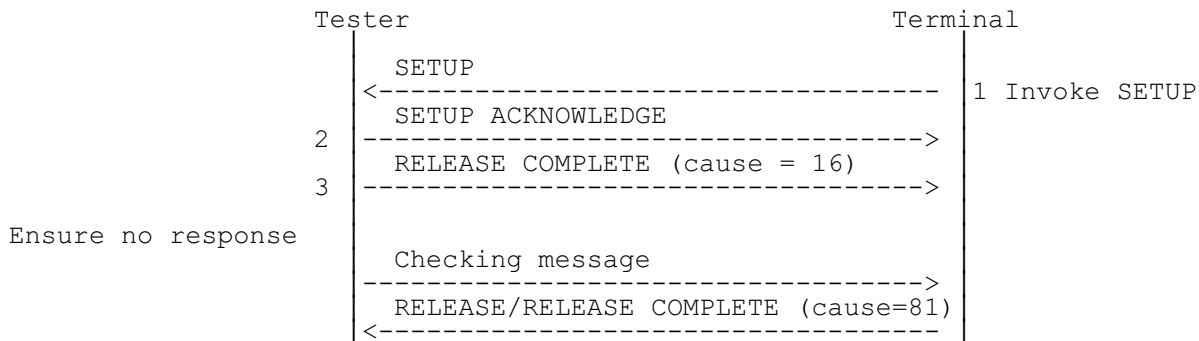 Tester Terminal
SETUP
<----------------------------------- 1 Invoke SETUP
SETUP ACKNOWLEDGE
2 ----------------------------------->
RELEASE COMPLETE (cause = 16)
3 ----------------------------------->
Ensure no response
Checking message
----------------------------------->
RELEASE/RELEASE COMPLETE (cause=81)
<-----------------------------------